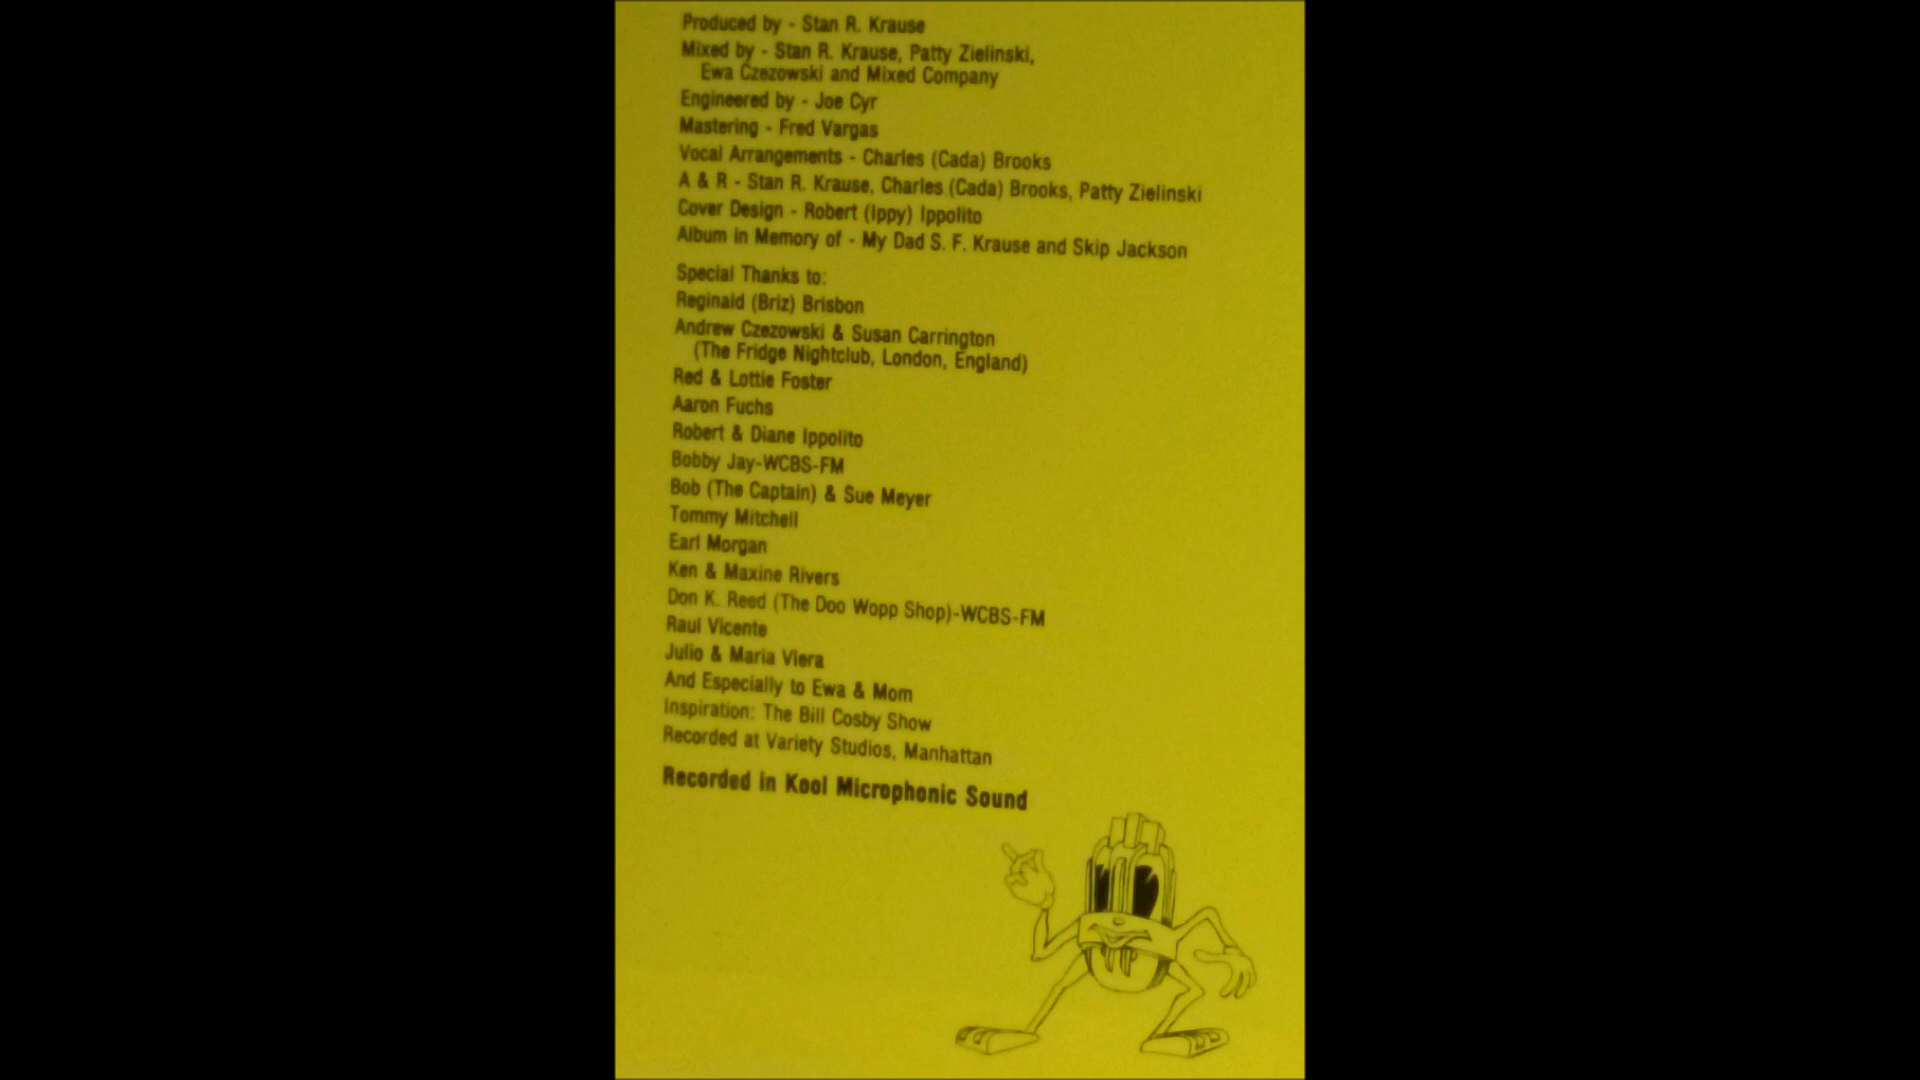 Produced by - Stan R. Krause
Mixed by - Stan R. Krause, Patty Zielinski,
Ewa Czezowski and Mixed Company
Engineered by - Joe Cyr
Mastering - Fred Vargas
Vocal Arrangements - Charles (Cada) Brooks
A & R - Stan R. Krause, Charles (Cada) Brooks, Patty Zielinski
Cover Design - Robert (Ippy) Ippolito
Album in Memory of - My Dad S. F. Krause and Skip Jackson
Special Thanks to:
Reginald (Briz) Brisbon
Andrew Czezowski & Susan Carrington
(The Fridge Nightclub, London, England)
Red & Lottie Foster
Aaron Fuchs
Robert & Diane Ippolito
Bobby Jay-WCBS-FM
Bob (The Captain) & Sue Meyer
Tommy Mitchell
Earl Morgan
Ken & Maxine Rivers
Don K. Reed (The Doo Wopp Shop)-WCBS-FM
Raul Vicente
Julio & Maria Viera
And Especially to Ewa & Mom
Inspiration: The Bill Cosby Show
Recorded at Variety Studios, Manhattan
Recorded in Kool Microphonic Sound